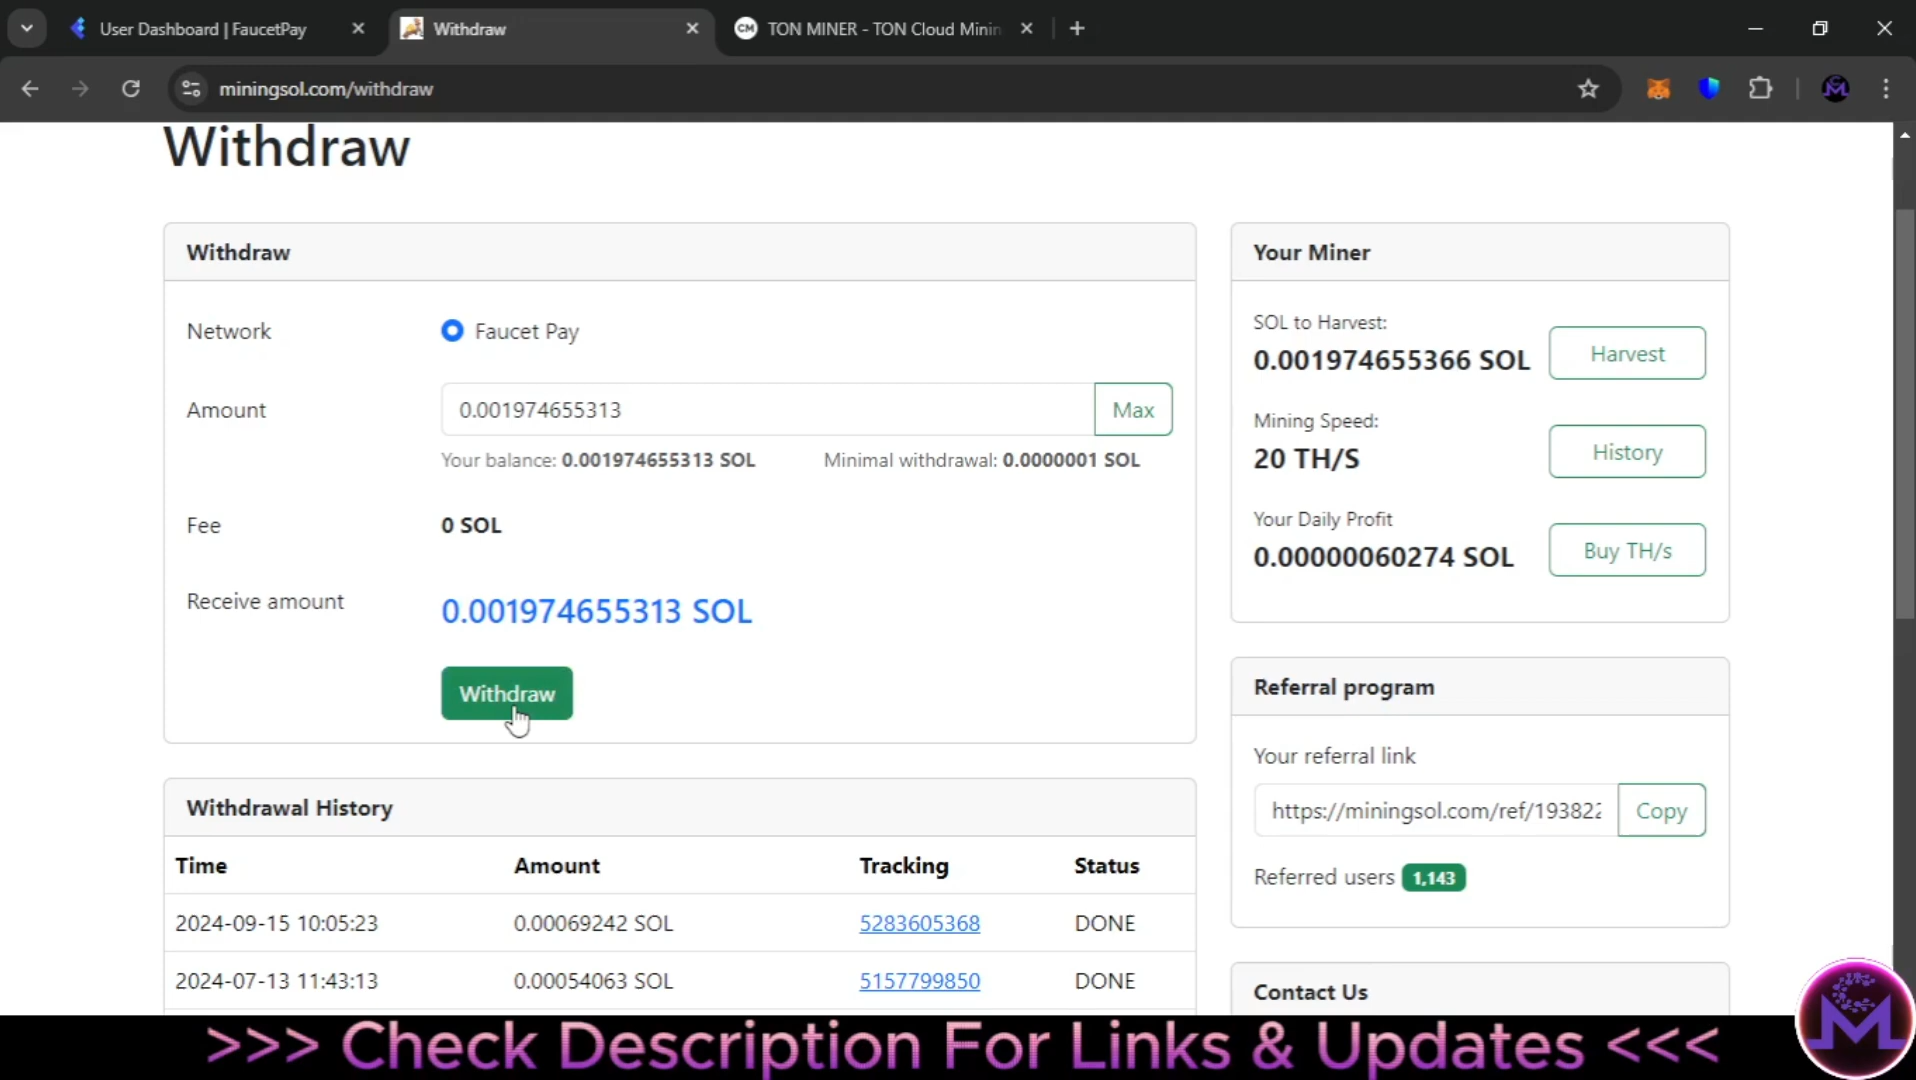 User Dashboard | FaucetPay
Withdraw
TON MINER - TON Cloud Minin
miningsol.com/withdraw
Withdraw
Withdraw
Network
Faucet Pay
Amount
0.001974655313
Max
Your balance: 0.001974655313 SOL
Minimal withdrawal: 0.0000001 SOL
Fee
0 SOL
Receive amount
0.001974655313 SOL
Withdraw
Withdrawal History
Time Amount Tracking Status
2024-09-15 10:05:23 0.00069242 SOL 5283605368 DONE
2024-07-13 11:43:13 0.00054063 SOL 5157799850 DONE
Your Miner
SOL to Harvest:
0.001974655366 SOL
Harvest
Mining Speed:
20 TH/S
History
Your Daily Profit
0.00000060274 SOL
Buy TH/s
Referral program
Your referral link
https://miningsol.com/ref/193822
Copy
Referred users 1,143
Contact Us
>>> Check Description For Links & Updates <<<